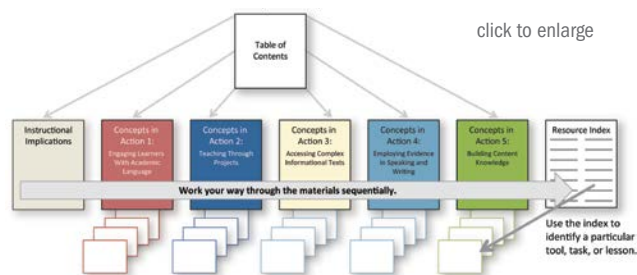 click to enlarge
Table of
Contents
Instructional
Implications
Concepts in
Action 1:
Engaging Learners
With Academic
Language
Concepts in
Action 2:
Teaching Through
Projects
Concepts in
Action 3:
Accessing Complex
Informational Texts
Concepts in
Action 4:
Employing Evidence
in Speaking and
Writing
Concepts in
Action 5:
Building Content
Knowledge
Resource Index
Work your way through the materials sequentially.
Use the index to
identify a particular
tool, task, or lesson.